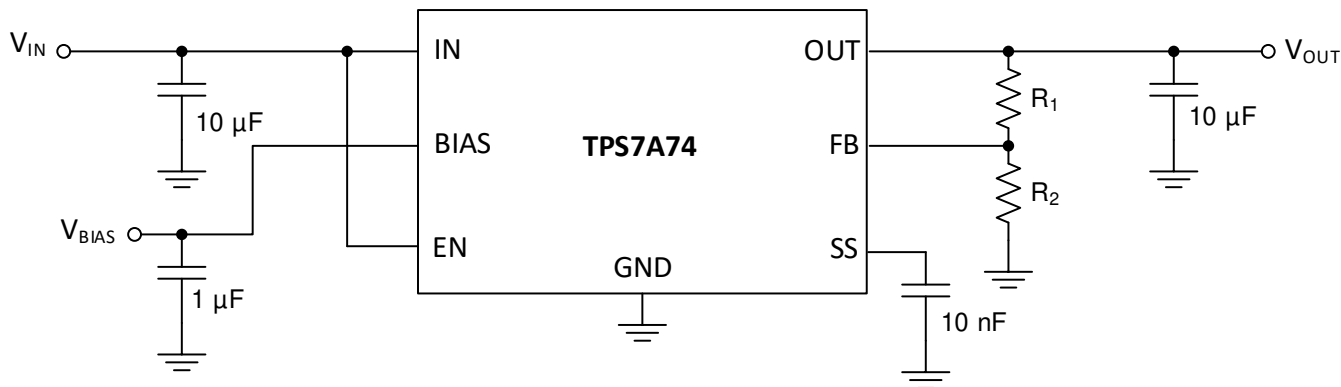 V_IN
IN
OUT
V_OUT
R_1
10 µF
10 µF
BIAS
TPS7A74
FB
R_2
V_BIAS
EN
SS
GND
1 µF
10 nF